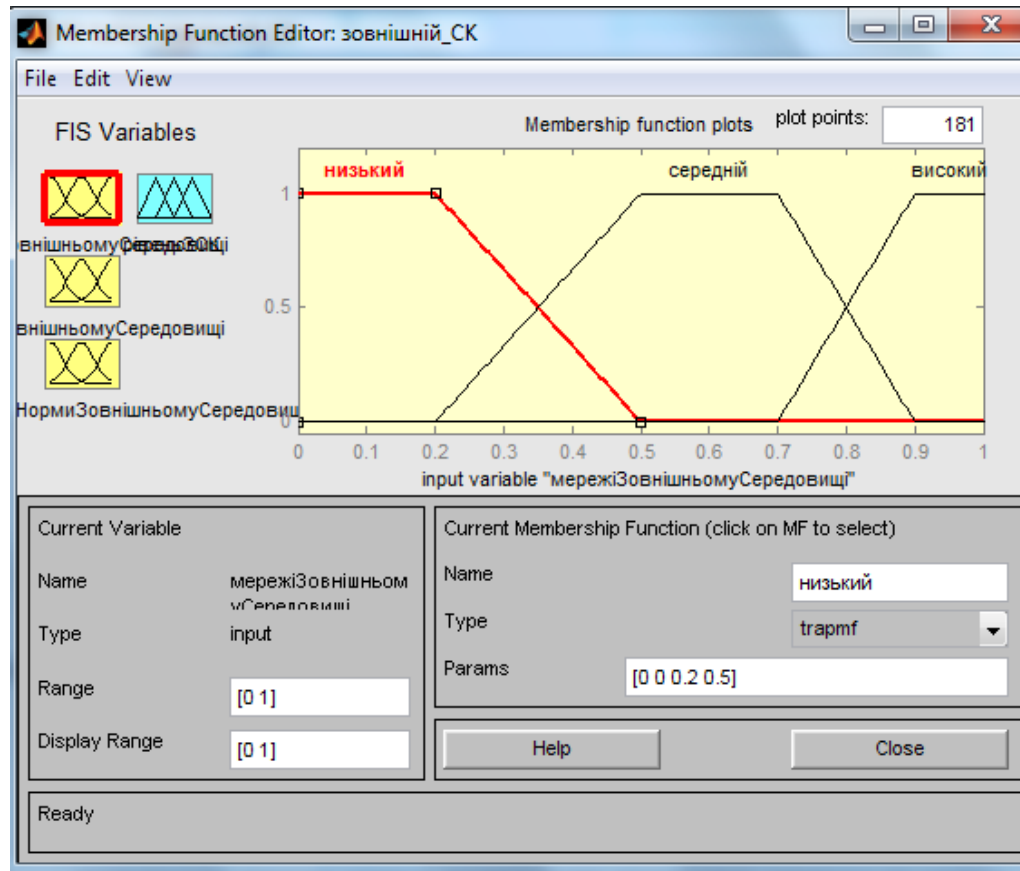 Membership Function Editor: зовнішній_СК
File Edit View
FIS Variables
Membership function plots
plot points:
181
низький
середній
високий
1
0.5
0
внішньомуСередовищі
НормиЗовнішньомуСередовищ
0 0.1 0.2 0.3 0.4 0.5 0.6 0.7 0.8 0.9 1
input variable "мережіЗовнішньомуСередовищі"
Current Variable
Name
мережіЗовнішньом
уСередовищі
Type
input
Range
[0 1]
Display Range
[0 1]
Current Membership Function (click on MF to select)
Name
низький
Type
trapmf
Params
[0 0 0.2 0.5]
Help
Close
Ready